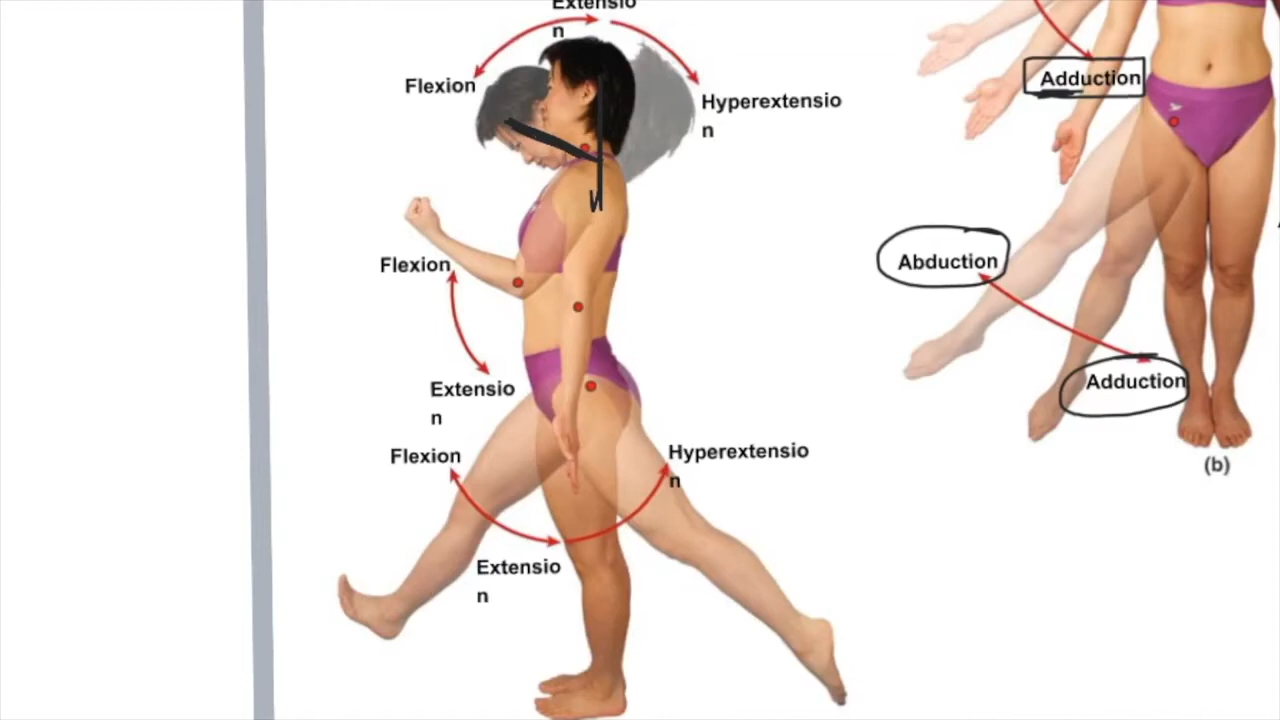 Extensio
n
Flexion
Hyperextensio
n
Adduction
Flexion
Abduction
Extensio
n
Adduction
Flexion
Hyperextensio
n
(b)
Extensio
n